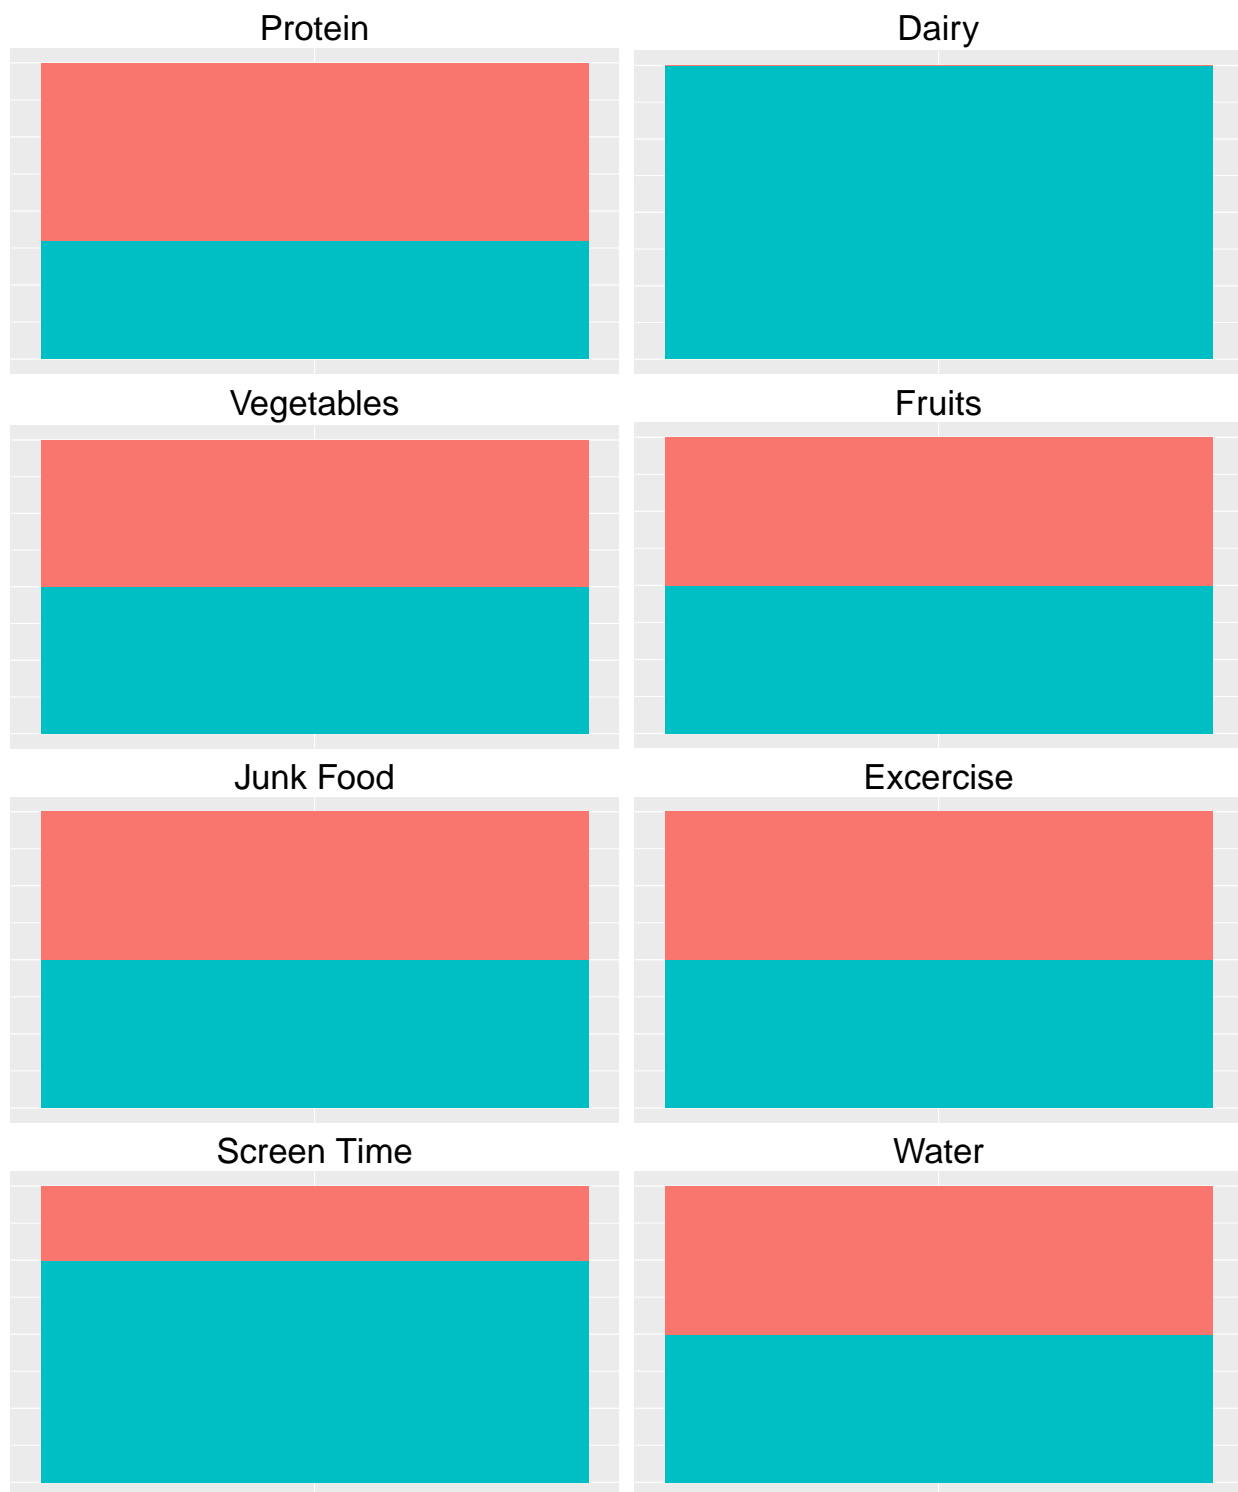 Protein
Dairy
Vegetables
Fruits
Junk Food
Excercise
Screen Time
Water